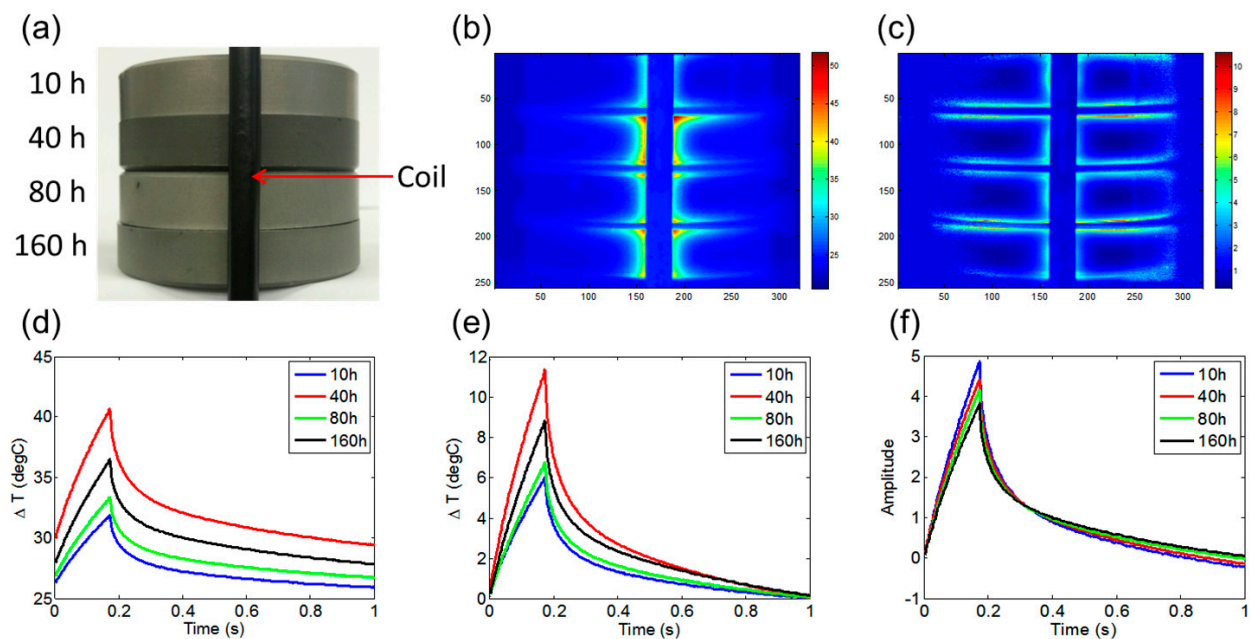 (a)
10 h
40 h
80 h
160 h
Coil
(b)
50
100
150
200
250
50 100 150 200 250 300
50
45
40
35
30
25
(c)
50
100
150
200
250
50 100 150 200 250 300
10
9
8
7
6
5
4
3
2
1
(d)
45
40
35
30
25
Δ T (degC)
0 0.2 0.4 0.6 0.8 1
Time (s)
10h
40h
80h
160h
(e)
12
10
8
6
4
2
0
Δ T (degC)
0 0.2 0.4 0.6 0.8 1
Time (s)
10h
40h
80h
160h
(f)
5
4
3
2
1
0
-1
Amplitude
0 0.2 0.4 0.6 0.8 1
Time (s)
10h
40h
80h
160h